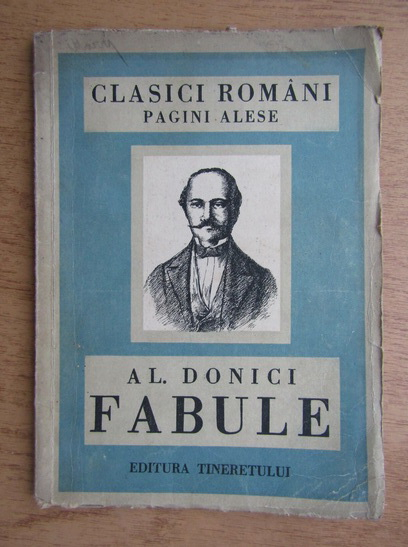 CLASICI ROMÂNI
PAGINI ALESE
AL. DONICI
FABULE
EDITURA TINERETULUI